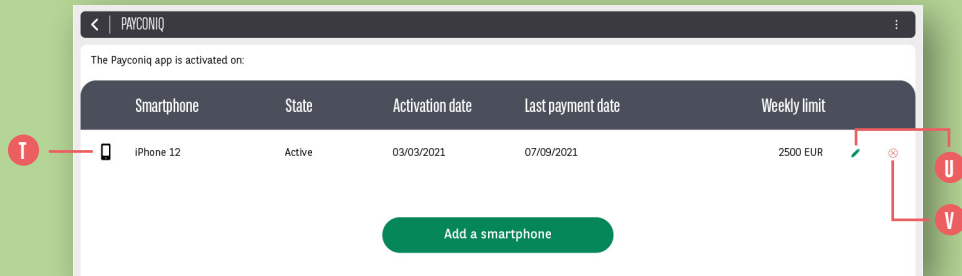 PAYCONIQ
The Payconiq app is activated on:
Smartphone State Activation date Last payment date Weekly limit
T iPhone 12 Active 03/03/2021 07/09/2021 2500 EUR
U
V
Add a smartphone